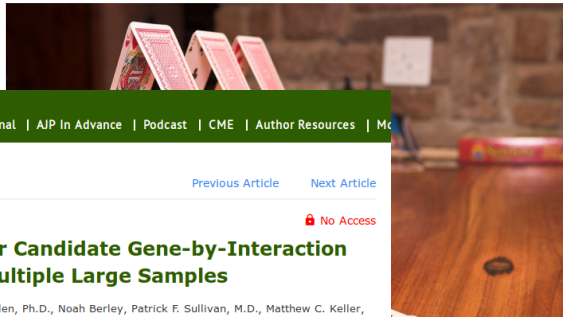 nal | AJP In Advance | Podcast | CME | Author Resources | Mo
Previous Article Next Article
No Access
r Candidate Gene-by-Interaction
ultiple Large Samples
len, Ph.D., Noah Berley, Patrick F. Sullivan, M.D., Matthew C. Keller,